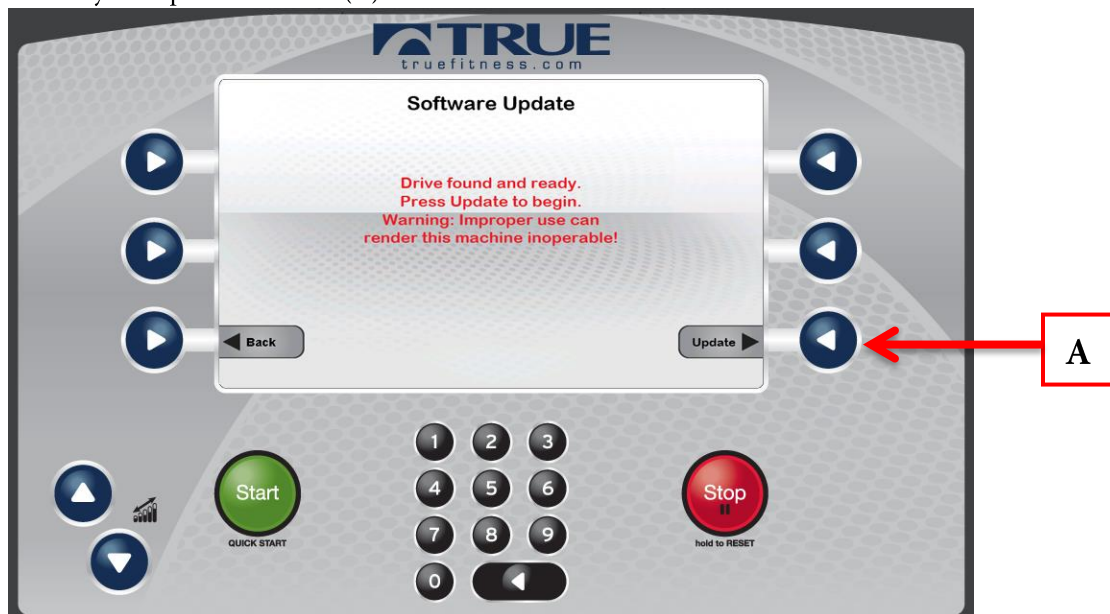 TRUE
truefitness.com
Software Update
Drive found and ready.
Press Update to begin.
Warning: Improper use can
render this machine inoperable!
Back
Update
A
1 2 3
Start
4 5 6
Stop
QUICK START
7 8 9
hold to RESET
0